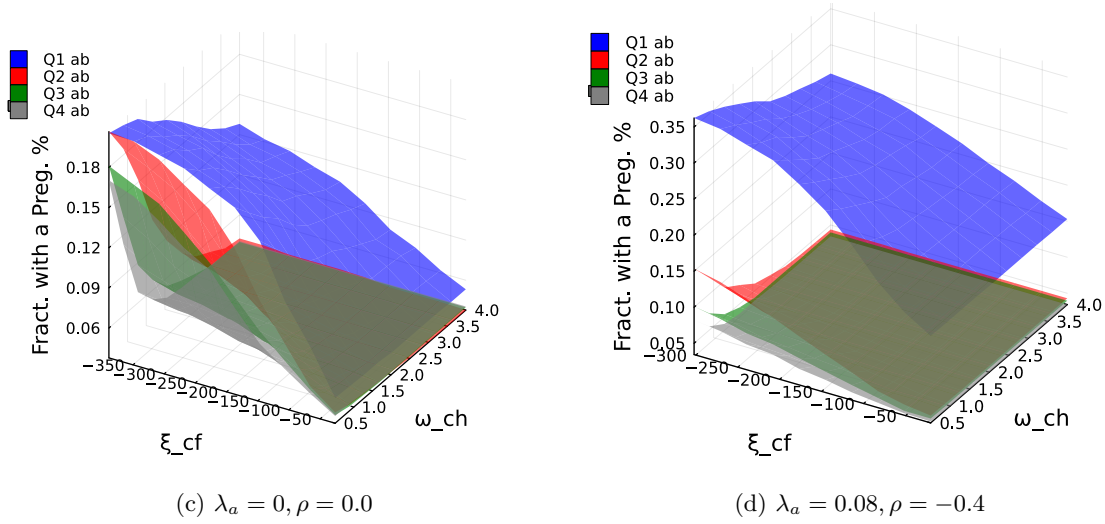 Q1 ab
Q2 ab
Q3 ab
Q4 ab
Fract. with a Preg. %
0.18
0.15
0.12
0.09
0.06
−350
−300
−250
−200
−150
−100
−50
ξ_cf
0.5
1.0
1.5
2.0
2.5
3.0
3.5
4.0
ω_ch
(c) λa = 0, ρ = 0.0
Q1 ab
Q2 ab
Q3 ab
Q4 ab
Fract. with a Preg. %
0.35
0.30
0.25
0.20
0.15
0.10
0.05
−300
−250
−200
−150
−100
−50
ξ_cf
0.5
1.0
1.5
2.0
2.5
3.0
3.5
4.0
ω_ch
(d) λa = 0.08, ρ = −0.4